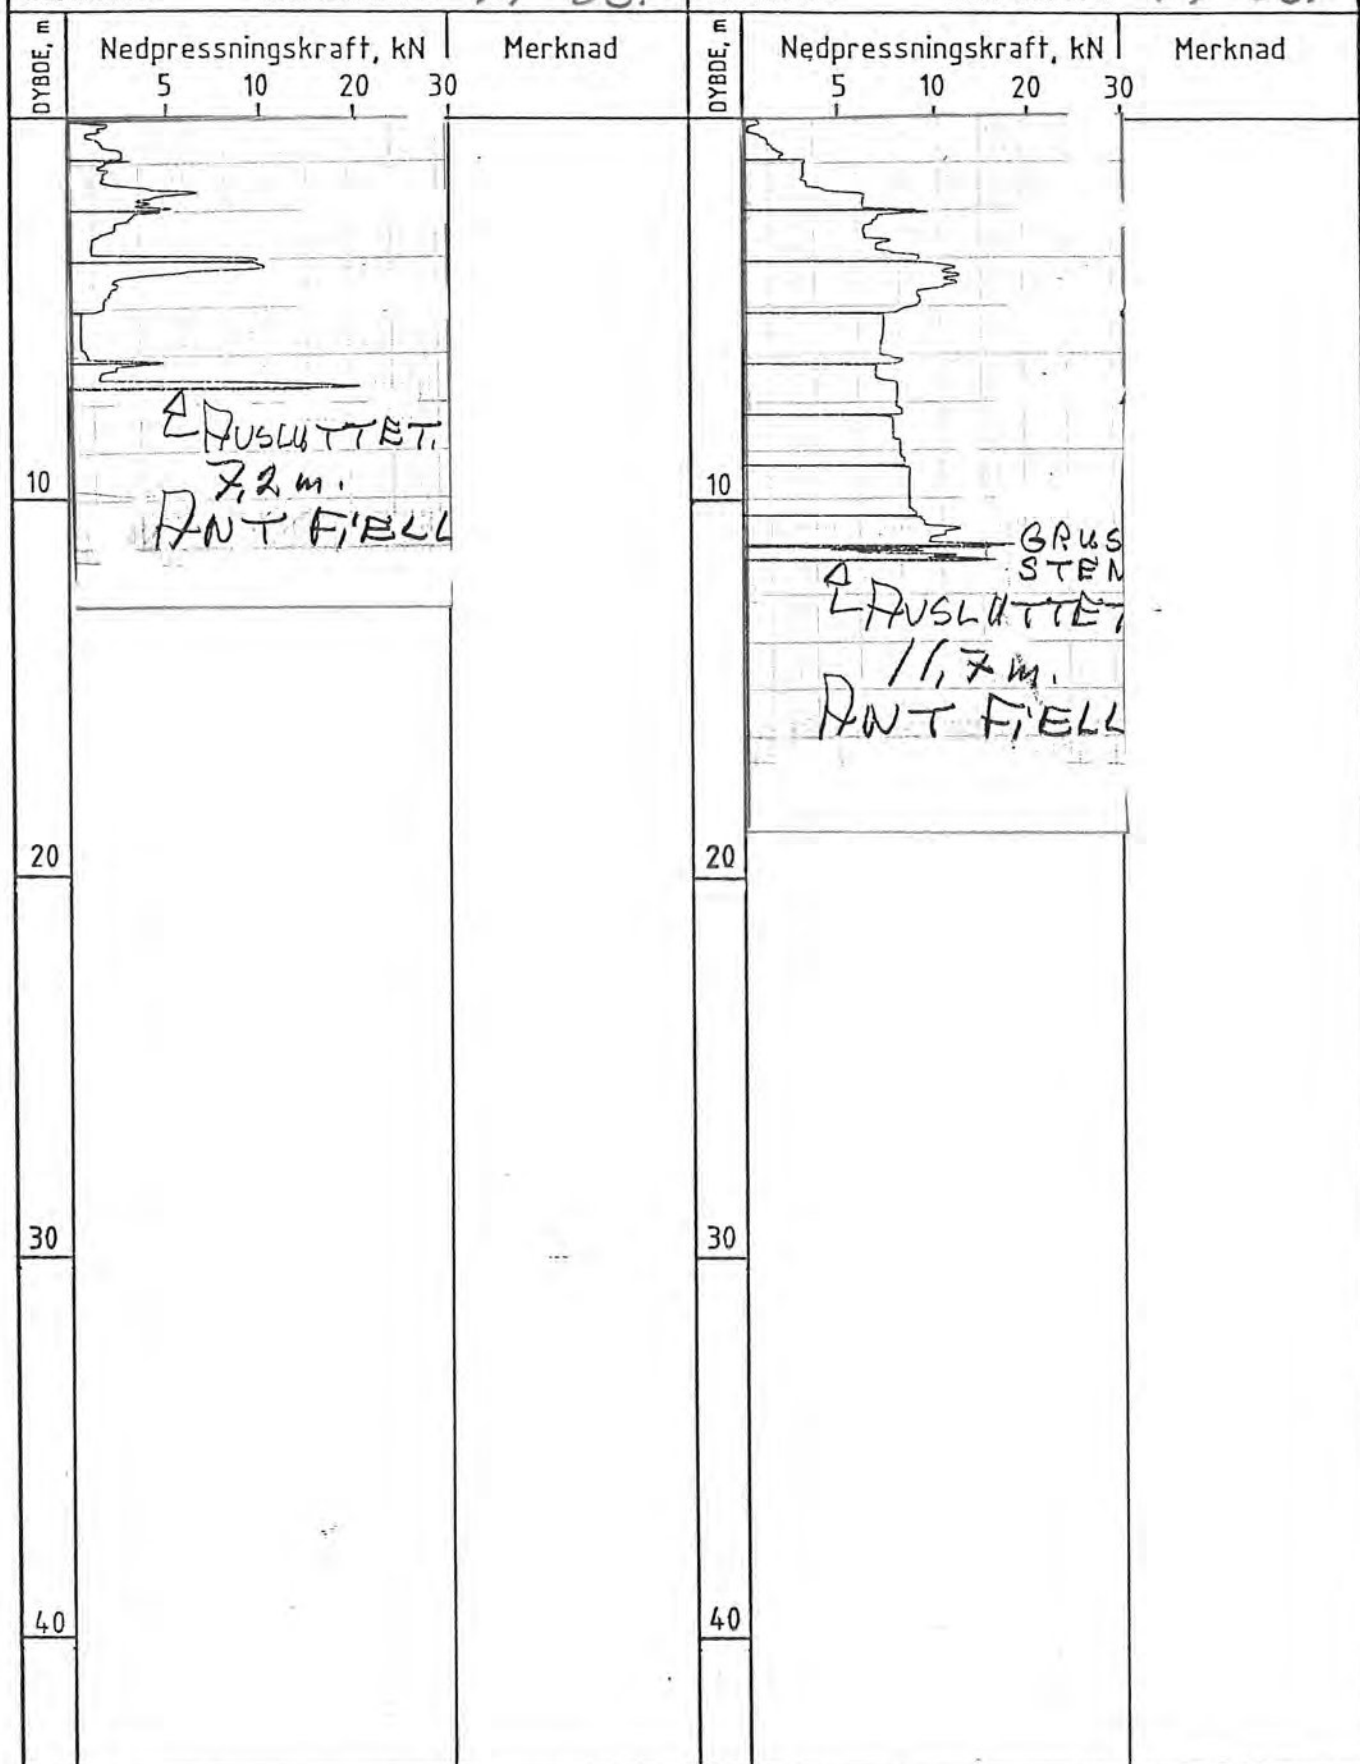 DYBDE, m
Nedpressningskraft, kN
Merknad
5 10 20 30
AVSLUTTET.
7,2 m.
10
ANT FJELL
20
30
40
DYBDE, m
Nedpressningskraft, kN
Merknad
5 10 20 30
10
GRUS
STEN
AVSLUTTET
11,7 m.
ANT FJELL
20
30
40